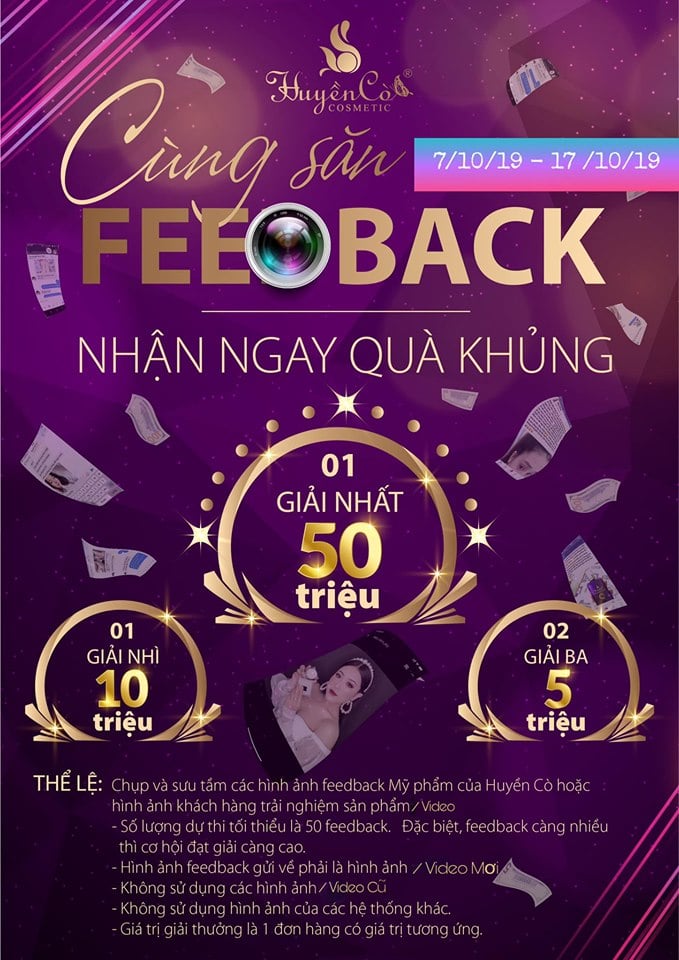 HuyềnCò®
COSMETIC
Cùng săn
7/10/19 – 17 /10/19
FEEDBACK
NHẬN NGAY QUÀ KHỦNG
01
GIẢI NHẤT
50
triệu
01
GIẢI NHÌ
10
triệu
02
GIẢI BA
5
triệu
THỂ LỆ: Chụp và sưu tầm các hình ảnh feedback Mỹ phẩm của Huyền Cò hoặc
hình ảnh khách hàng trải nghiệm sản phẩm / Video
- Số lượng dự thi tối thiểu là 50 feedback. Đặc biệt, feedback càng nhiều
thì cơ hội đạt giải càng cao.
- Hình ảnh feedback gửi về phải là hình ảnh / Video Mới
- Không sử dụng các hình ảnh / Video Cũ
- Không sử dụng hình ảnh của các hệ thống khác.
- Giá trị giải thưởng là 1 đơn hàng có giá trị tương ứng.